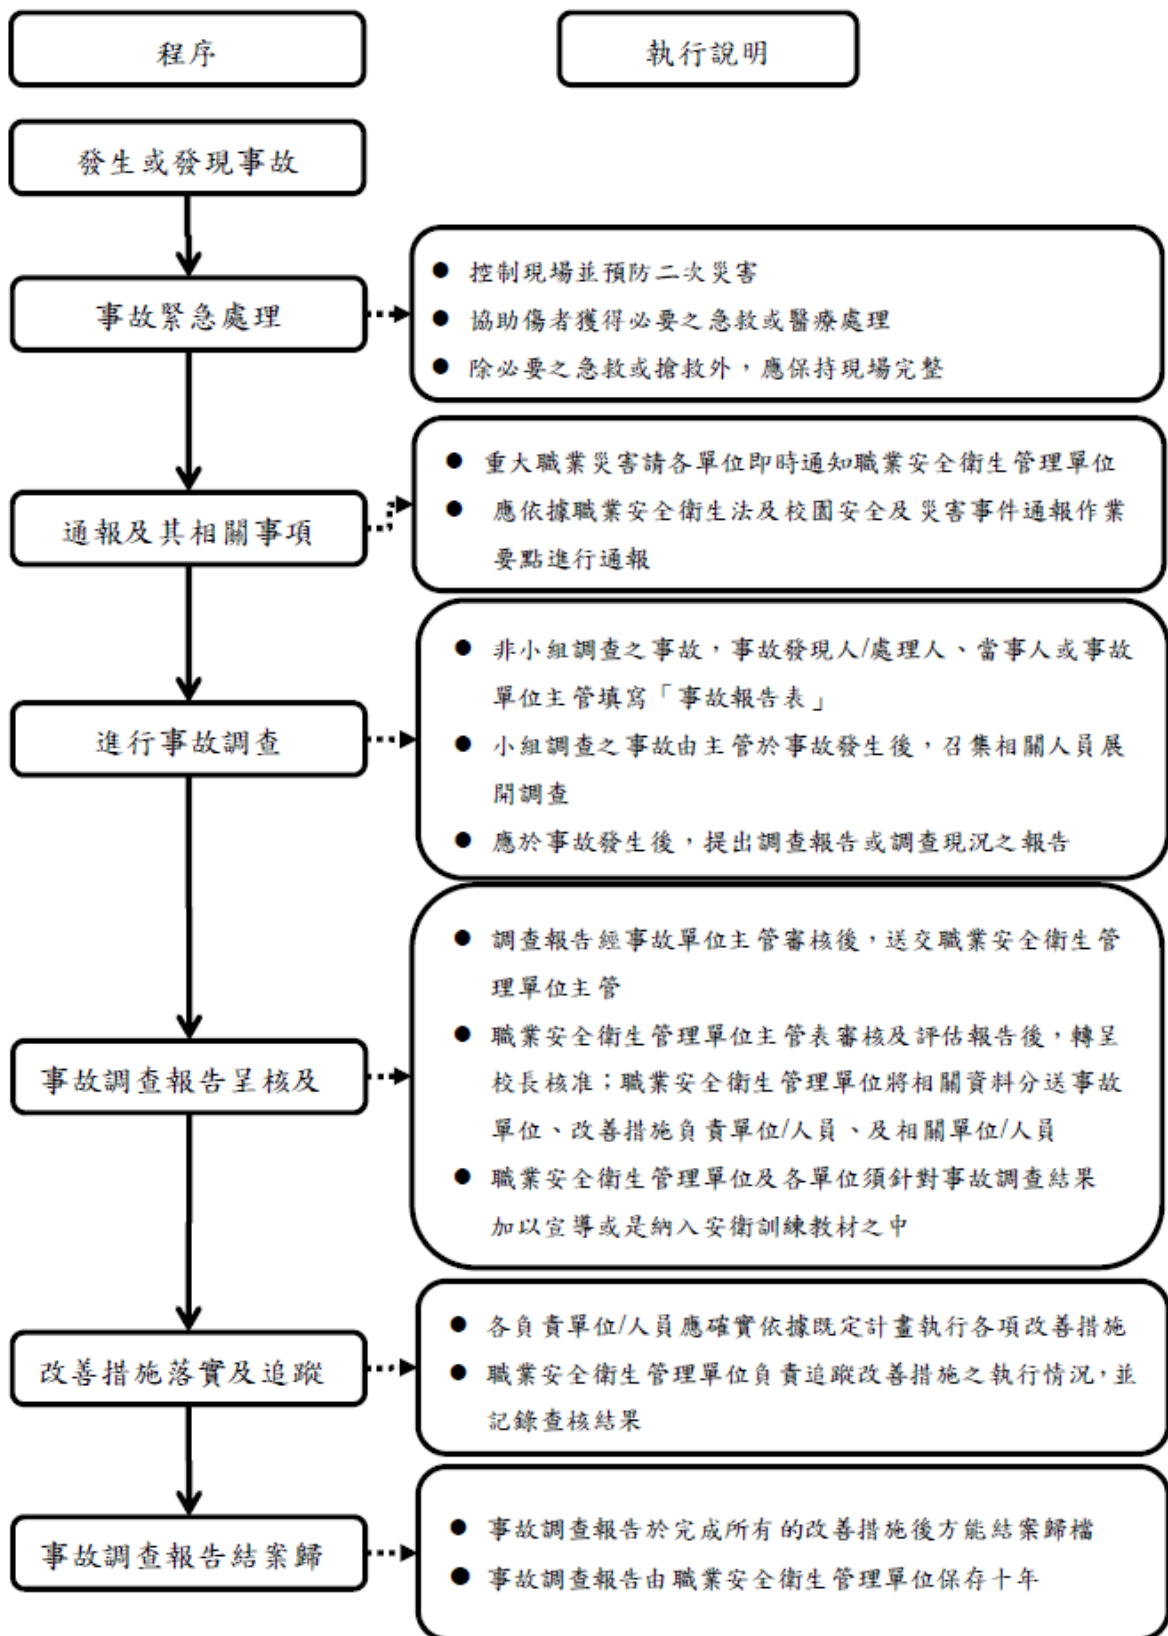 程序
執行說明
發生或發現事故
事故緊急處理
● 控制現場並預防二次災害
● 協助傷者獲得必要之急救或醫療處理
● 除必要之急救或搶救外，應保持現場完整
通報及其相關事項
● 重大職業災害請各單位即時通知職業安全衛生管理單位
● 應依據職業安全衛生法及校園安全及災害事件通報作業
要點進行通報
進行事故調查
● 非小組調查之事故，事故發現人/處理人、當事人或事故
單位主管填寫「事故報告表」
● 小組調查之事故由主管於事故發生後，召集相關人員展
開調查
● 應於事故發生後，提出調查報告或調查現況之報告
事故調查報告呈核及
● 調查報告經事故單位主管審核後，送交職業安全衛生管
理單位主管
● 職業安全衛生管理單位主管表審核及評估報告後，轉呈
校長核准；職業安全衛生管理單位將相關資料分送事故
單位、改善措施負責單位/人員、及相關單位/人員
● 職業安全衛生管理單位及各單位須針對事故調查結果
加以宣導或是納入安衛訓練教材之中
改善措施落實及追蹤
● 各負責單位/人員應確實依據既定計畫執行各項改善措施
● 職業安全衛生管理單位負責追蹤改善措施之執行情況，並
記錄查核結果
事故調查報告結案歸
● 事故調查報告於完成所有的改善措施後方能結案歸檔
● 事故調查報告由職業安全衛生管理單位保存十年